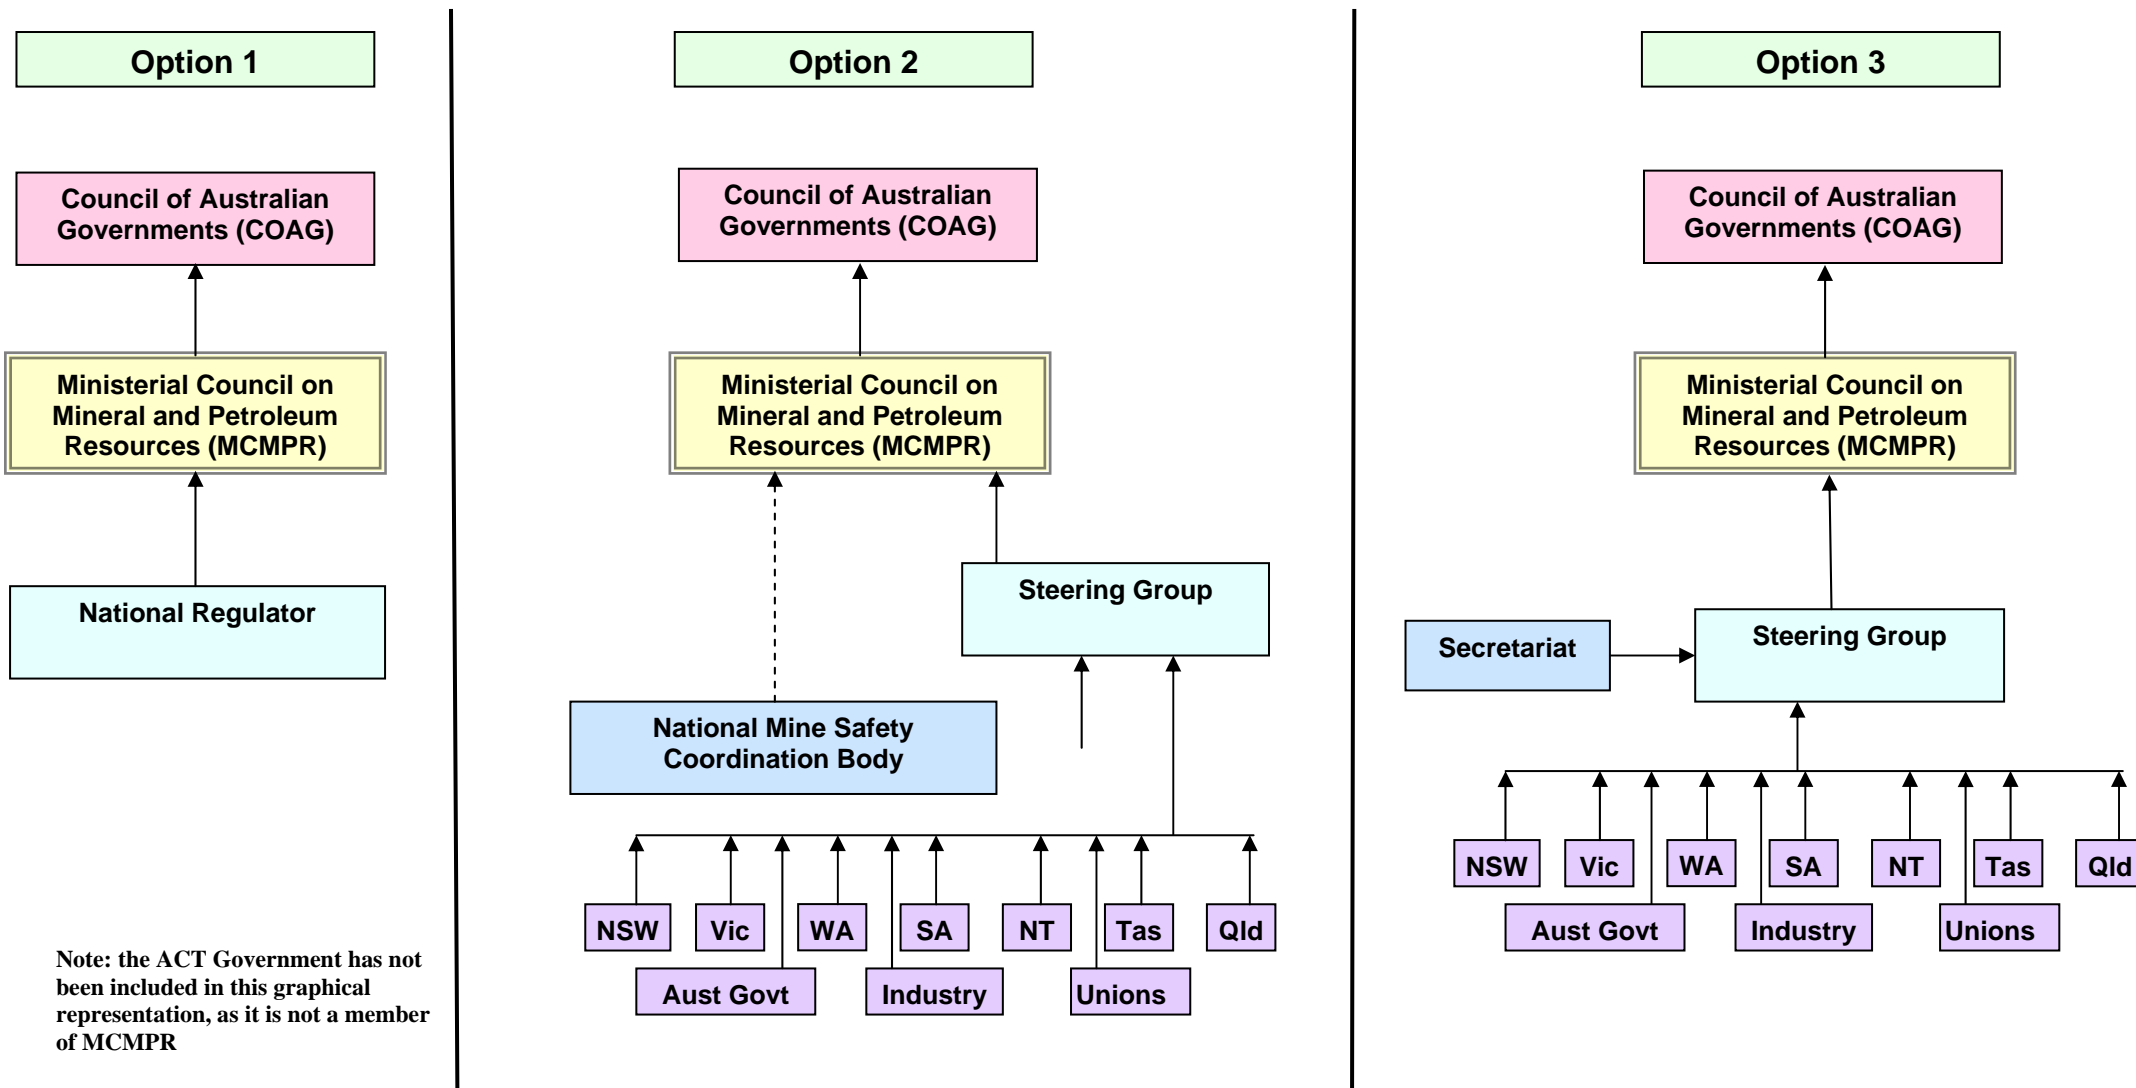 Option 1
Council of Australian
Governments (COAG)
Ministerial Council on
Mineral and Petroleum
Resources (MCMPR)
National Regulator
Note: the ACT Government has not
been included in this graphical
representation, as it is not a member
of MCMPR
Option 2
Council of Australian
Governments (COAG)
Ministerial Council on
Mineral and Petroleum
Resources (MCMPR)
Steering Group
National Mine Safety
Coordination Body
NSW
Vic
WA
SA
NT
Tas
Qld
Aust Govt
Industry
Unions
Option 3
Council of Australian
Governments (COAG)
Ministerial Council on
Mineral and Petroleum
Resources (MCMPR)
Secretariat
Steering Group
NSW
Vic
WA
SA
NT
Tas
Qld
Aust Govt
Industry
Unions